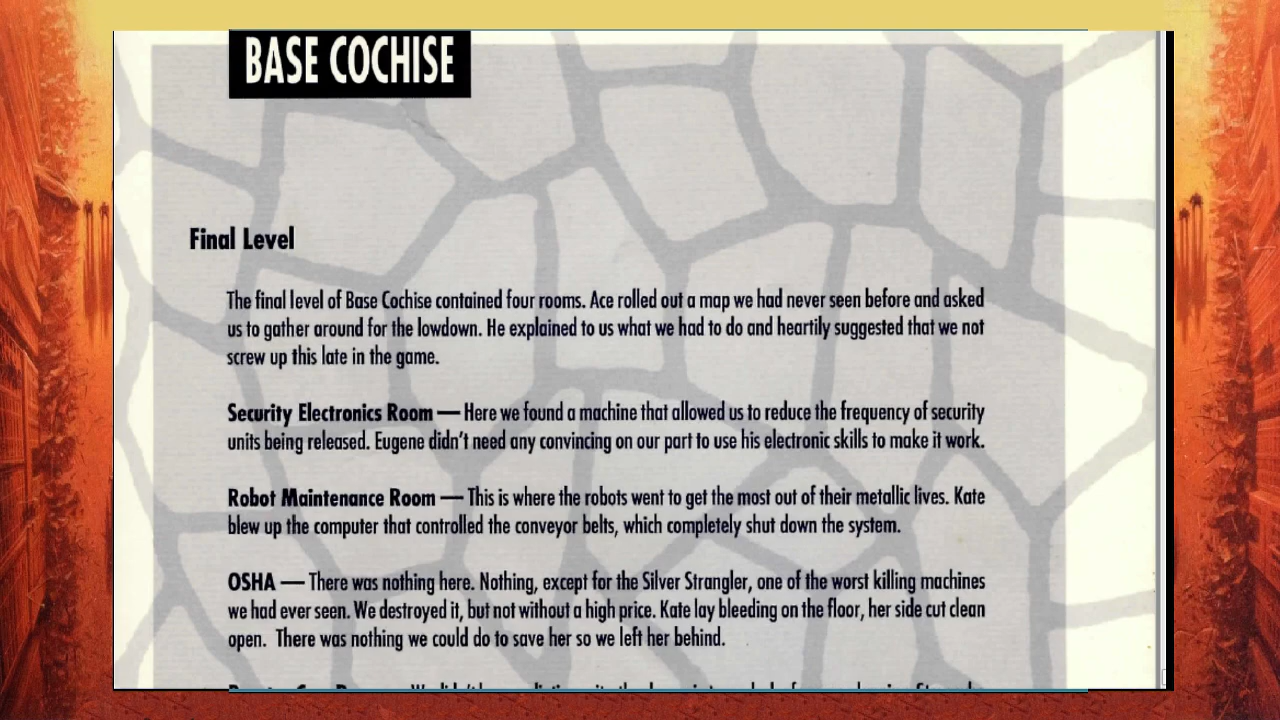 BASE COCHISE
Final Level
The final level of Base Cochise contained four rooms. Ace rolled out a map we had never seen before and asked
us to gather around for the lowdown. He explained to us what we had to do and heartily suggested that we not
screw up this late in the game.
Security Electronics Room — Here we found a machine that allowed us to reduce the frequency of security
units being released. Eugene didn't need any convincing on our part to use his electronic skills to make it work.
Robot Maintenance Room — This is where the robots went to get the most out of their metallic lives. Kate
blew up the computer that controlled the conveyor belts, which completely shut down the system.
OSHA — There was nothing here. Nothing, except for the Silver Strangler, one of the worst killing machines
we had ever seen. We destroyed it, but not without a high price. Kate lay bleeding on the floor, her side cut clean
open. There was nothing we could do to save her so we left her behind.